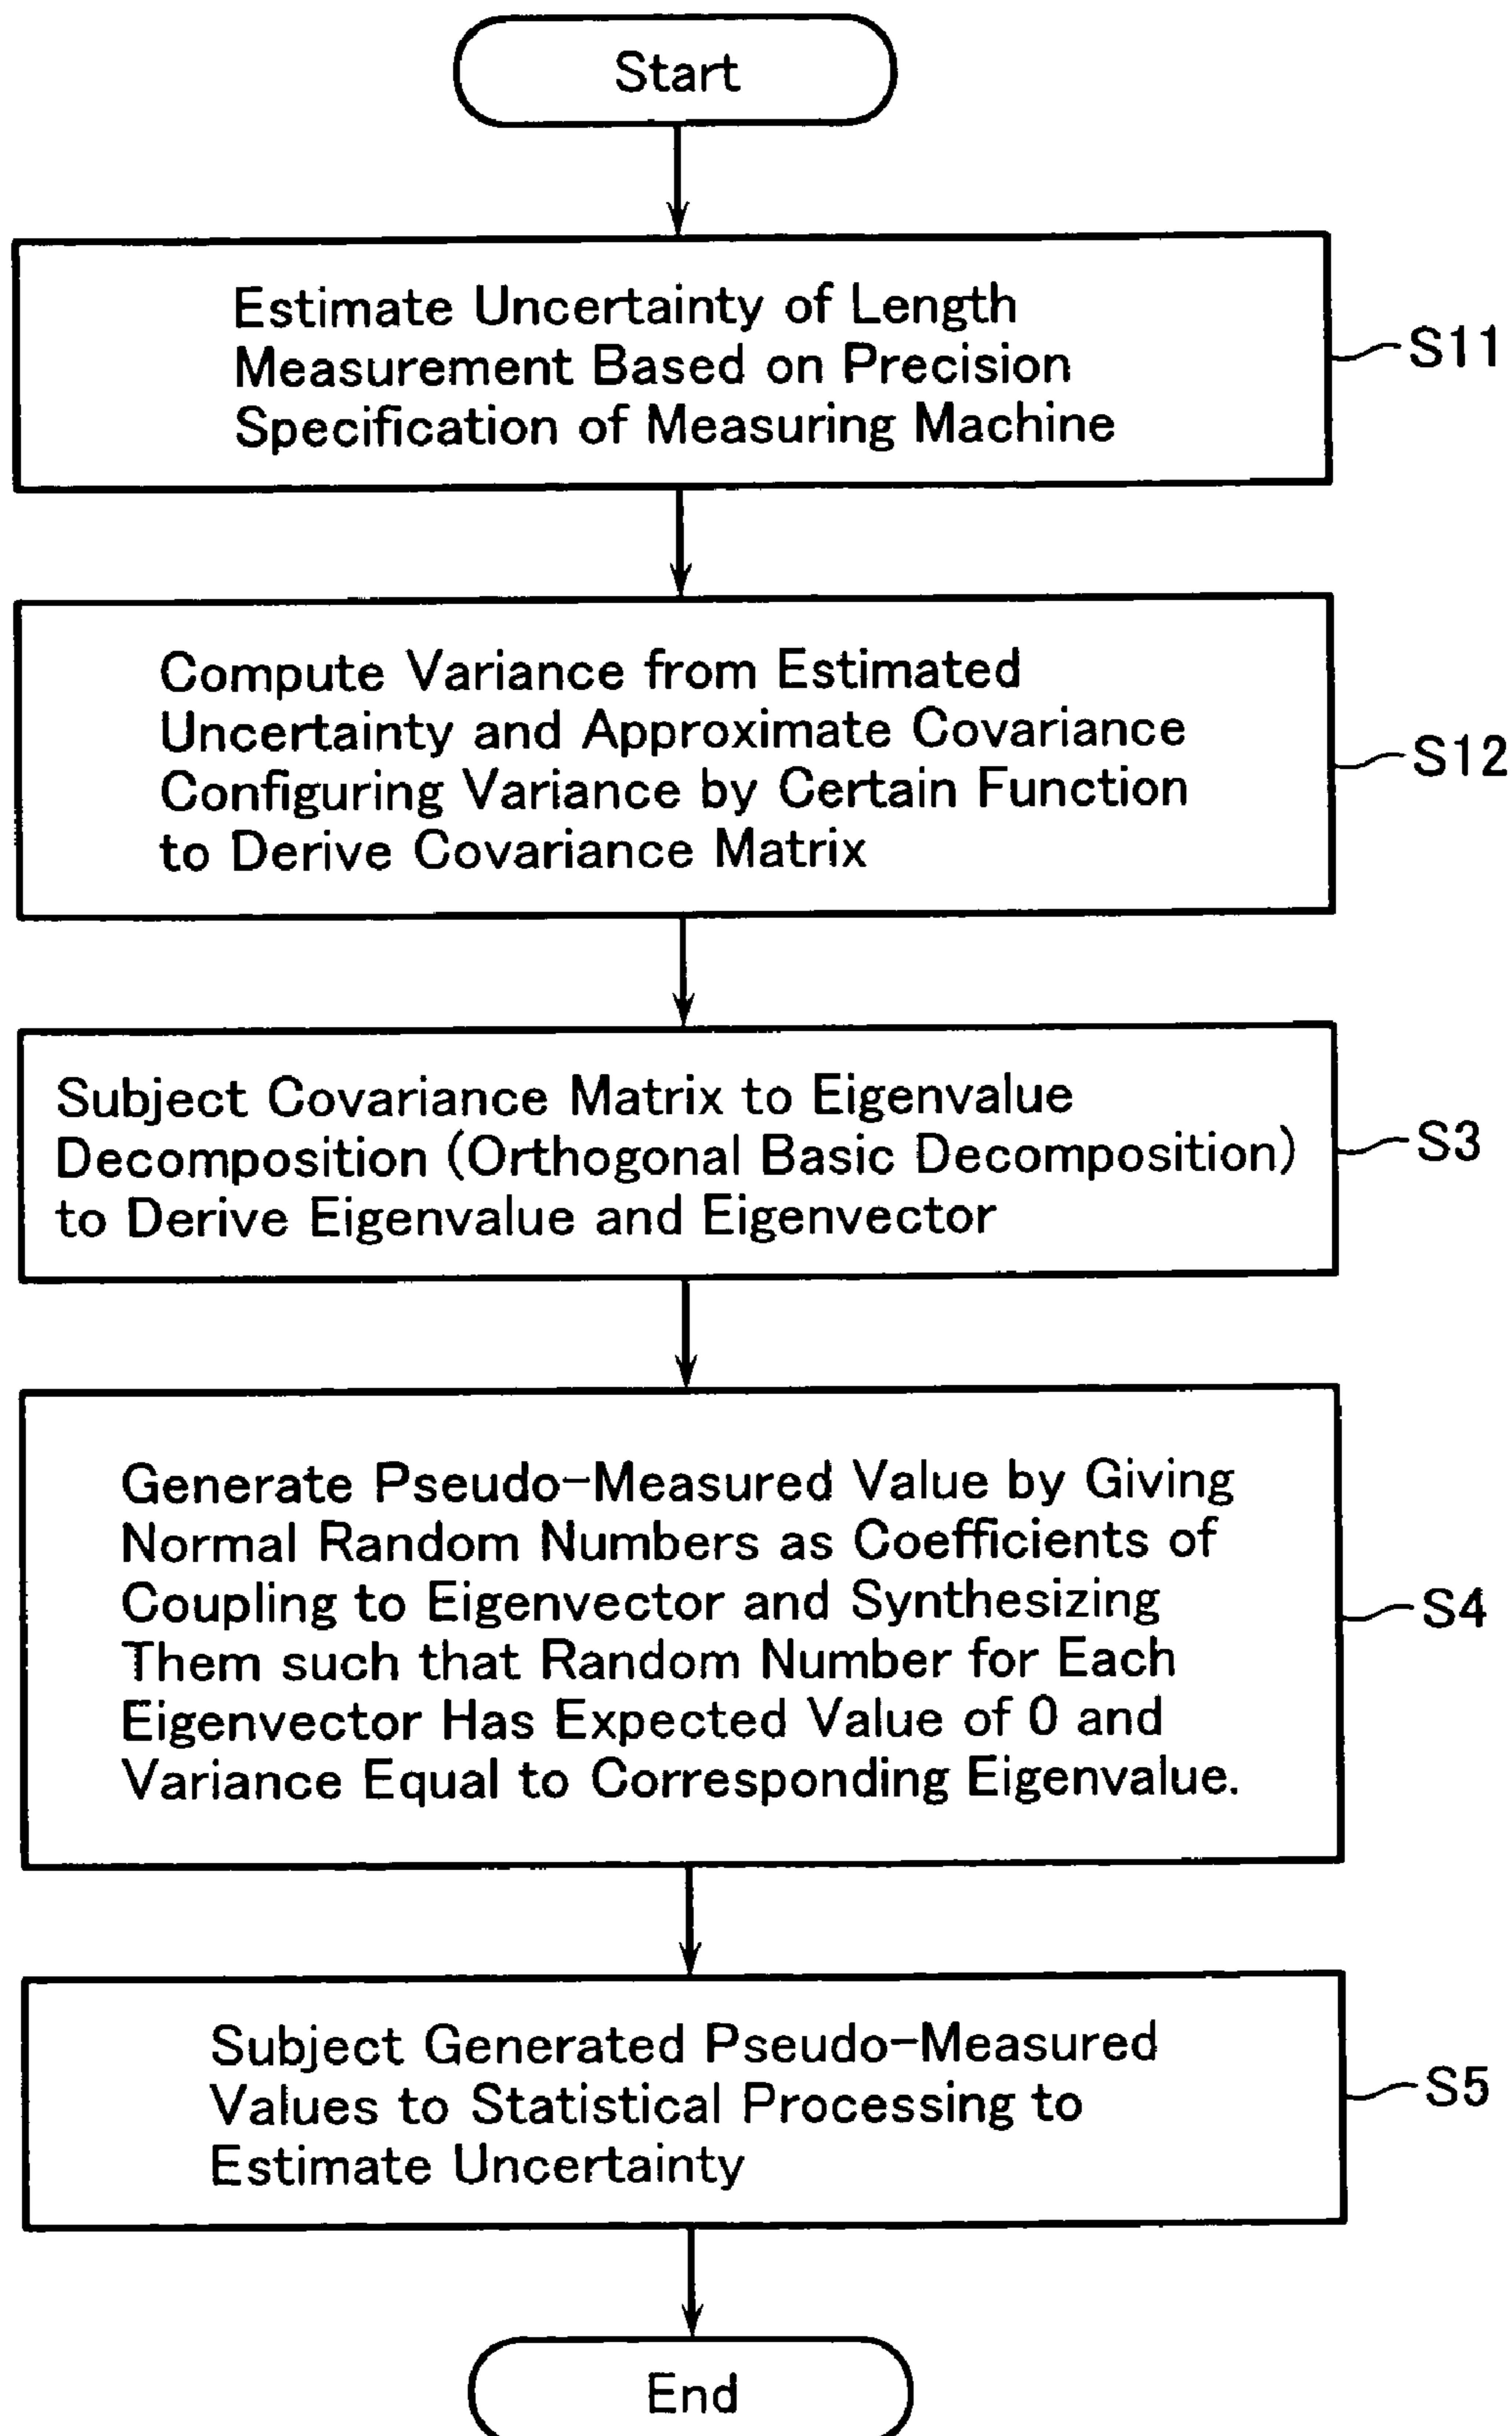 Start
Estimate Uncertainty of Length
Measurement Based on Precision
Specification of Measuring Machine
S11
Compute Variance from Estimated
Uncertainty and Approximate Covariance
Configuring Variance by Certain Function
to Derive Covariance Matrix
S12
Subject Covariance Matrix to Eigenvalue
Decomposition (Orthogonal Basic Decomposition)
to Derive Eigenvalue and Eigenvector
S3
Generate Pseudo-Measured Value by Giving
Normal Random Numbers as Coefficients of
Coupling to Eigenvector and Synthesizing
Them such that Random Number for Each
Eigenvector Has Expected Value of 0 and
Variance Equal to Corresponding Eigenvalue.
S4
Subject Generated Pseudo-Measured
Values to Statistical Processing to
Estimate Uncertainty
S5
End